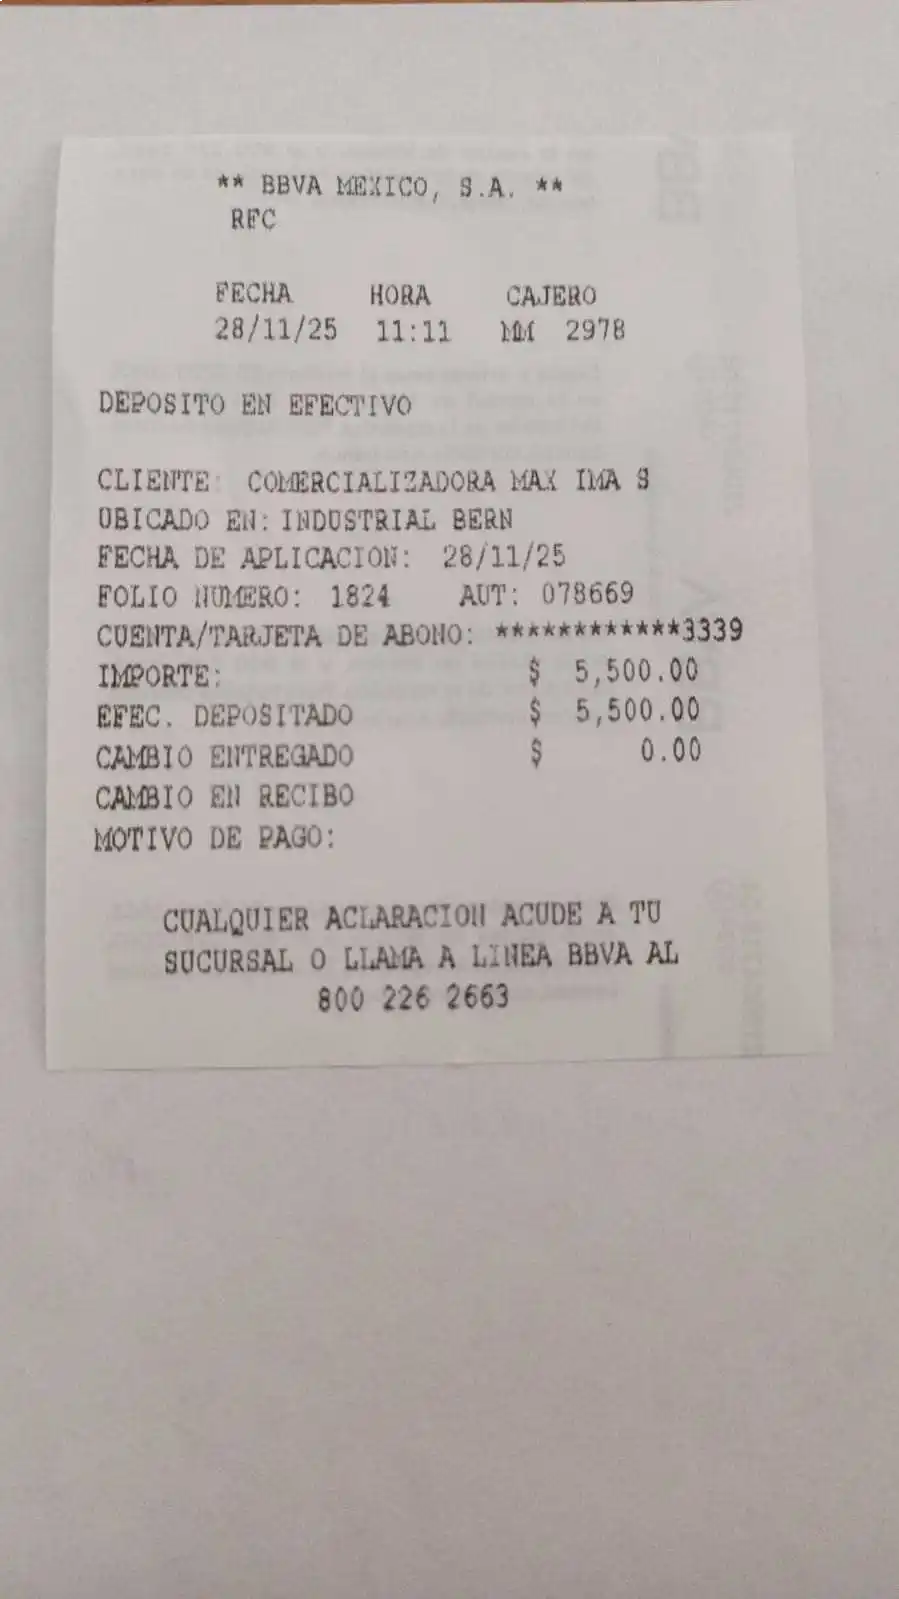 ** BBVA MEXICO, S.A. **
RFC
FECHA HORA CAJERO
28/11/25 11:11 MM 2978
DEPOSITO EN EFECTIVO
CLIENTE: COMERCIALIZADORA MAX IMA S
UBICADO EN: INDUSTRIAL BERN
FECHA DE APLICACION: 28/11/25
FOLIO NUMERO: 1824 AUT: 078669
CUENTA/TARJETA DE ABONO: ************3339
IMPORTE: $ 5,500.00
EFEC. DEPOSITADO $ 5,500.00
CAMBIO ENTREGADO $ 0.00
CAMBIO EN RECIBO
MOTIVO DE PAGO:
CUALQUIER ACLARACION ACUDE A TU
SUCURSAL O LLAMA A LINEA BBVA AL
800 226 2663